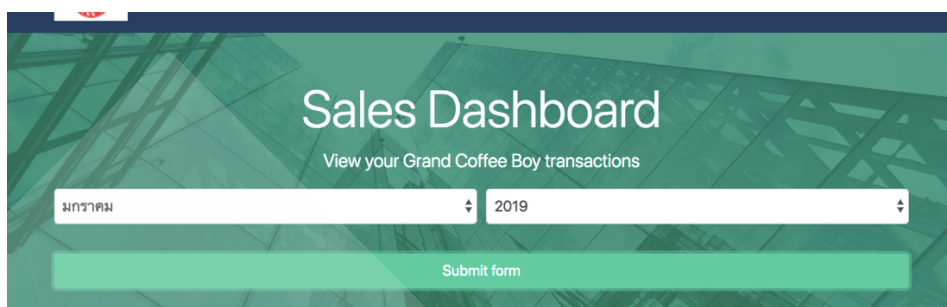 Sales Dashboard
View your Grand Coffee Boy transactions
มกราคม
2019
Submit form